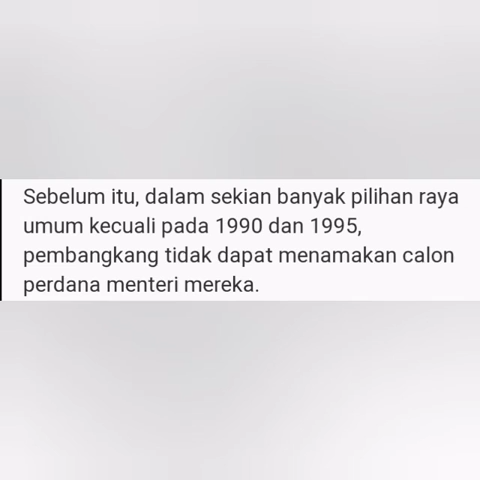 Sebelum itu, dalam sekian banyak pilihan raya
umum kecuali pada 1990 dan 1995,
pembangkang tidak dapat menamakan calon
perdana menteri mereka.